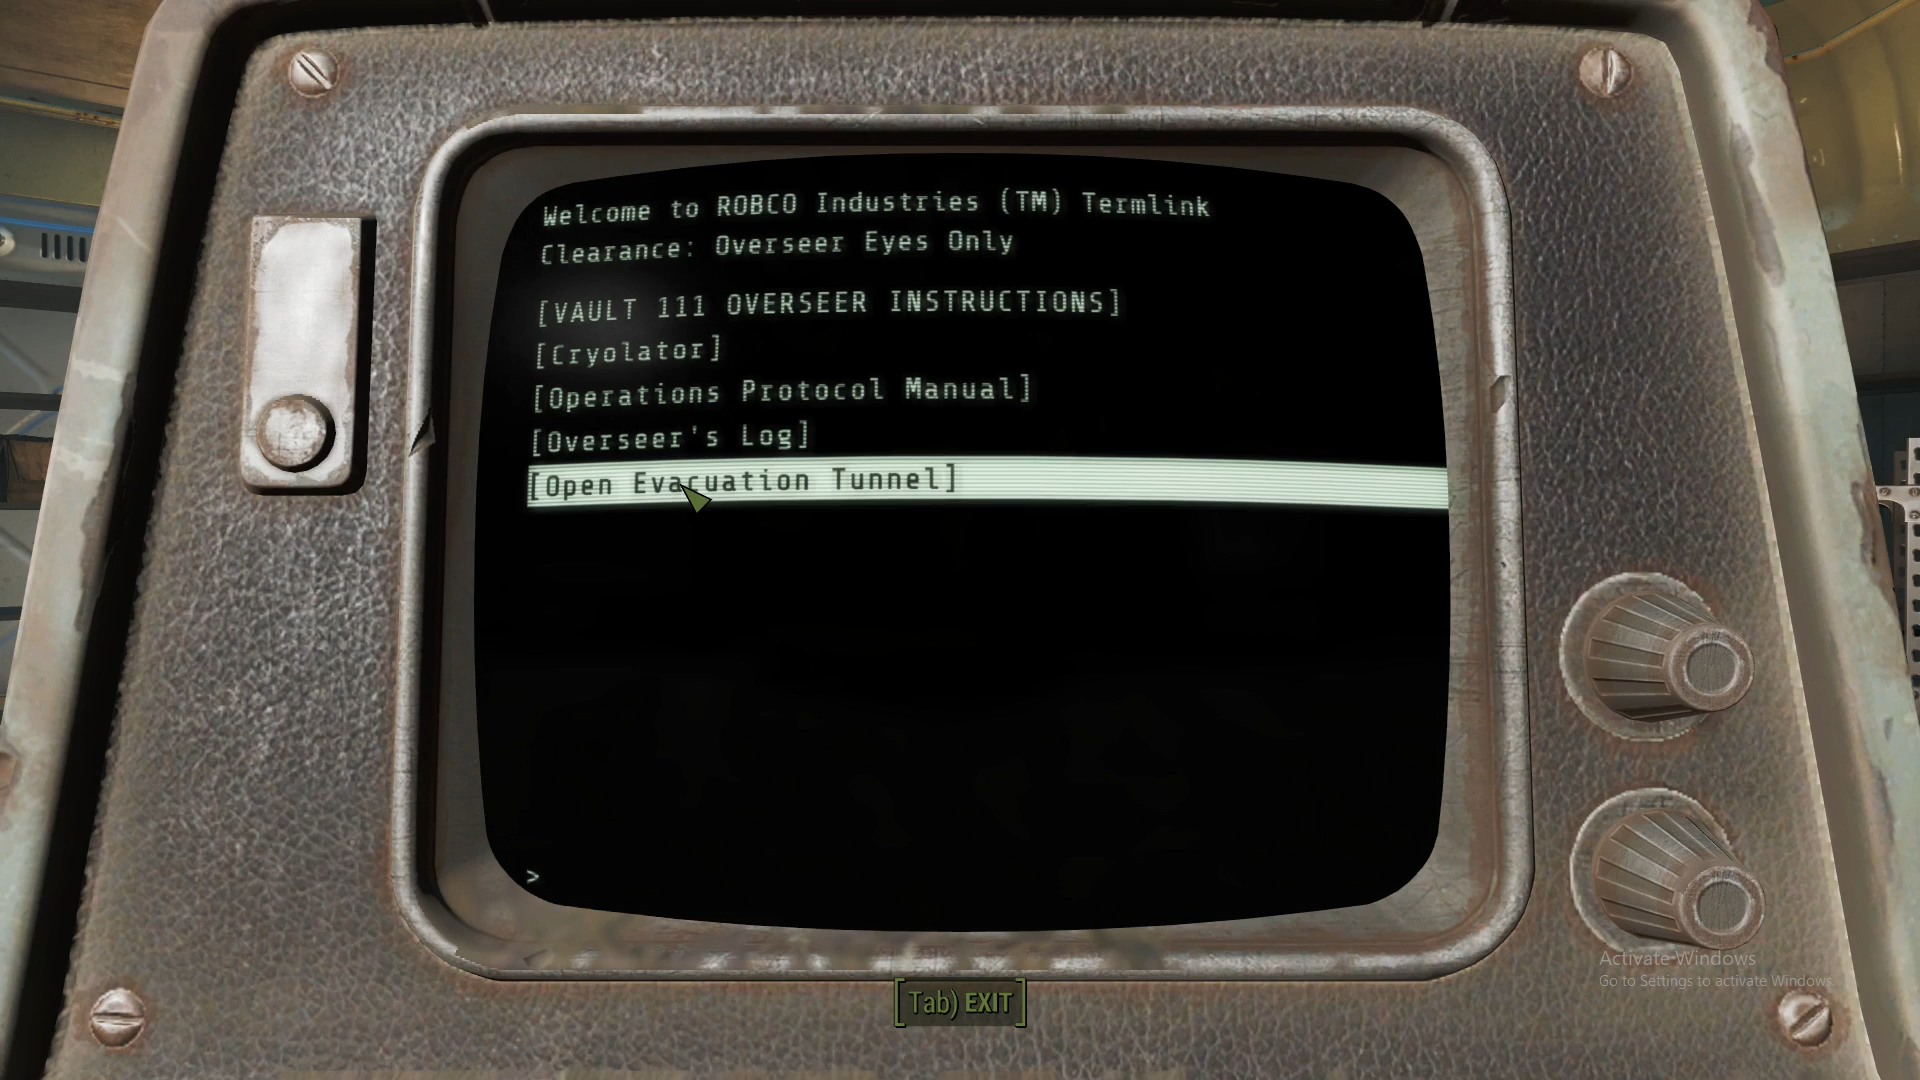 Welcome to ROBCO Industries (TM) Termlink
Clearance: Overseer Eyes Only
[VAULT 111 OVERSEER INSTRUCTIONS]
[Cryolator]
[Operations Protocol Manual]
[Overseer's Log]
[Open Evacuation Tunnel]
>
[Tab) EXIT]
Activate Windows
Go to Settings to activate Windows.